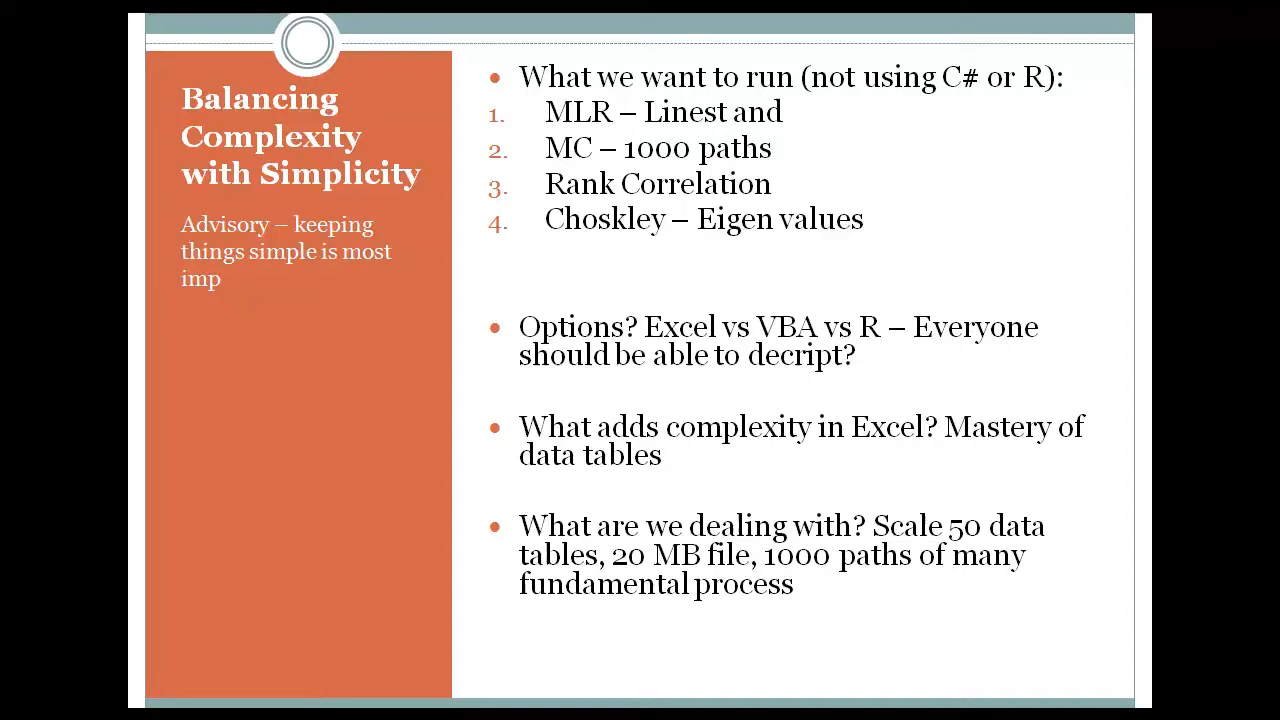 Balancing
Complexity
with Simplicity
Advisory – keeping
things simple is most
imp
• What we want to run (not using C# or R):
1. MLR – Linest and
2. MC – 1000 paths
3. Rank Correlation
4. Choskley – Eigen values
• Options? Excel vs VBA vs R – Everyone
should be able to decript?
• What adds complexity in Excel? Mastery of
data tables
• What are we dealing with? Scale 50 data
tables, 20 MB file, 1000 paths of many
fundamental process